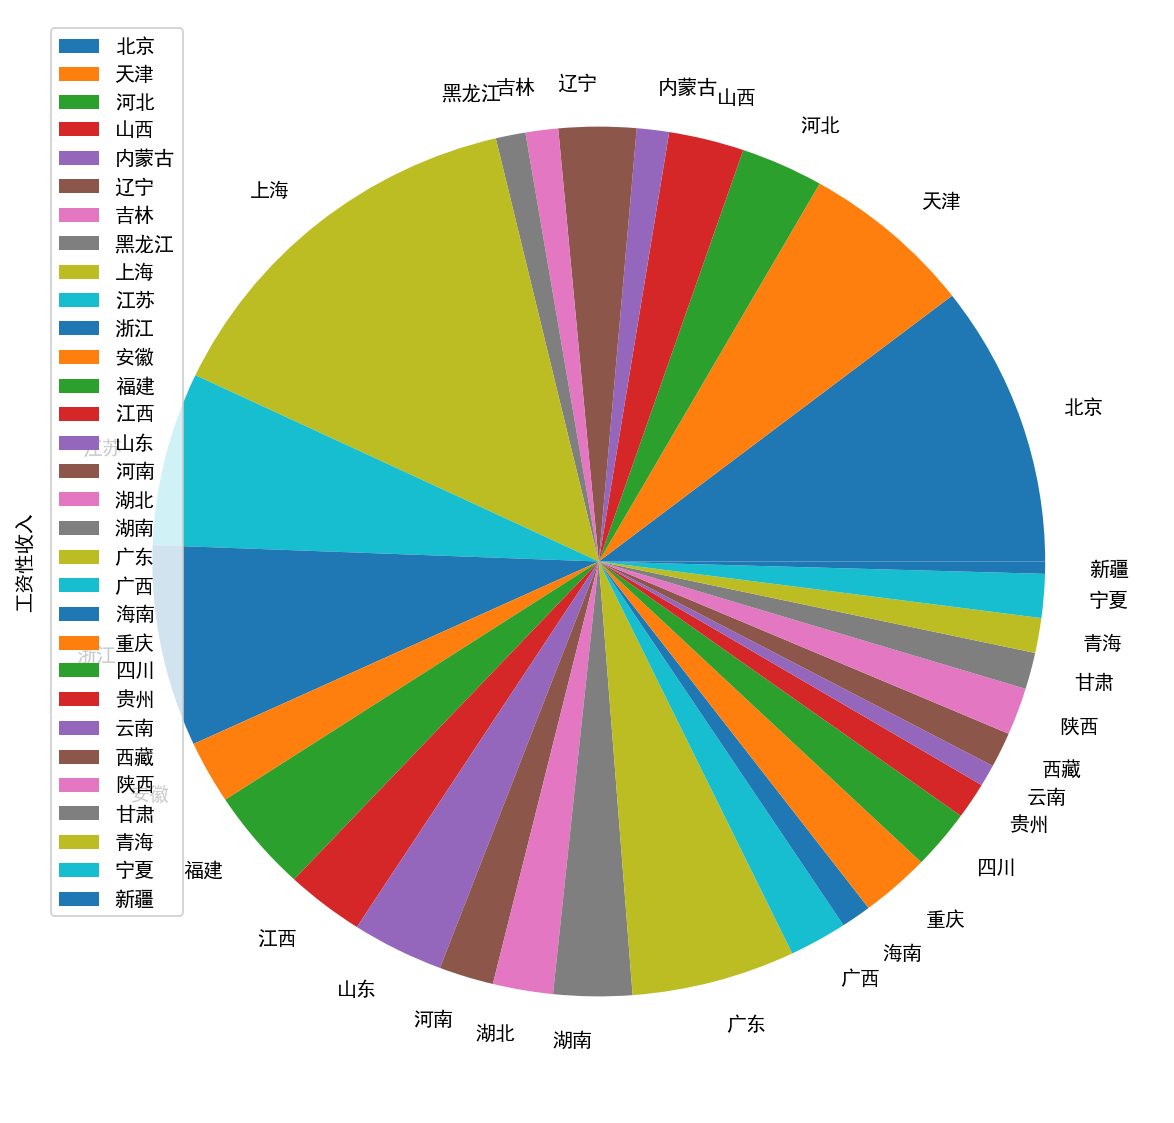 北京
天津
河北
山西
内蒙古
辽宁
吉林
黑龙江
上海
江苏
浙江
安徽
福建
江西
山东
河南
湖北
湖南
广东
广西
海南
重庆
四川
贵州
云南
西藏
陕西
甘肃
青海
宁夏
新疆
工资性收入
北京
天津
河北
山西
内蒙古
辽宁
吉林
黑龙江
上海
江苏
浙江
安徽
福建
江西
山东
河南
湖北
湖南
广东
广西
海南
重庆
四川
贵州
云南
西藏
陕西
甘肃
青海
宁夏
新疆